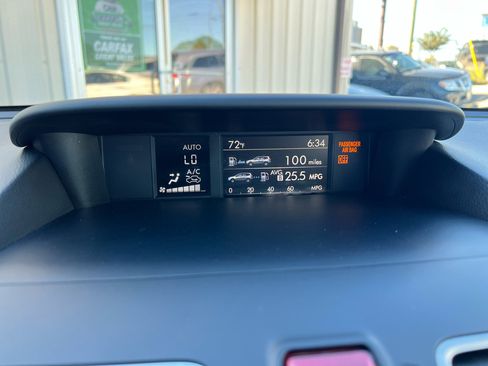 CARFAX
AUTO
LO
A/C
72°F 6:34
100 miles
AVG B 25.5 MPG
0 20 40 60 MPG
PASSENGER
AIR BAG
OFF